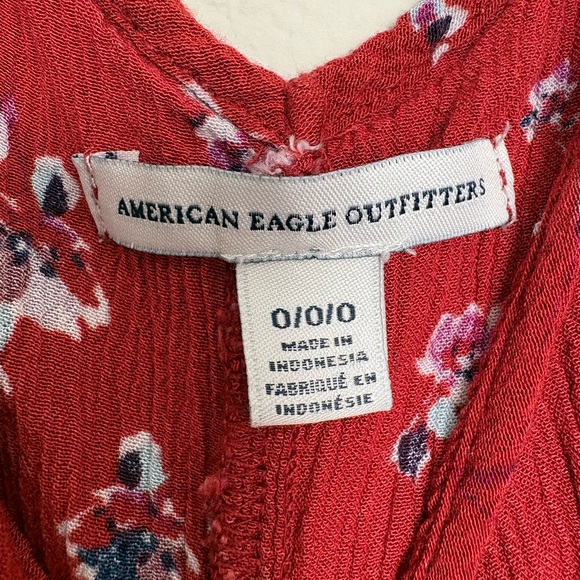 AMERICAN EAGLE OUTFITTERS
0/0/0
MADE IN
INDONESIA
FABRIQUÉ EN
INDONÉSIE